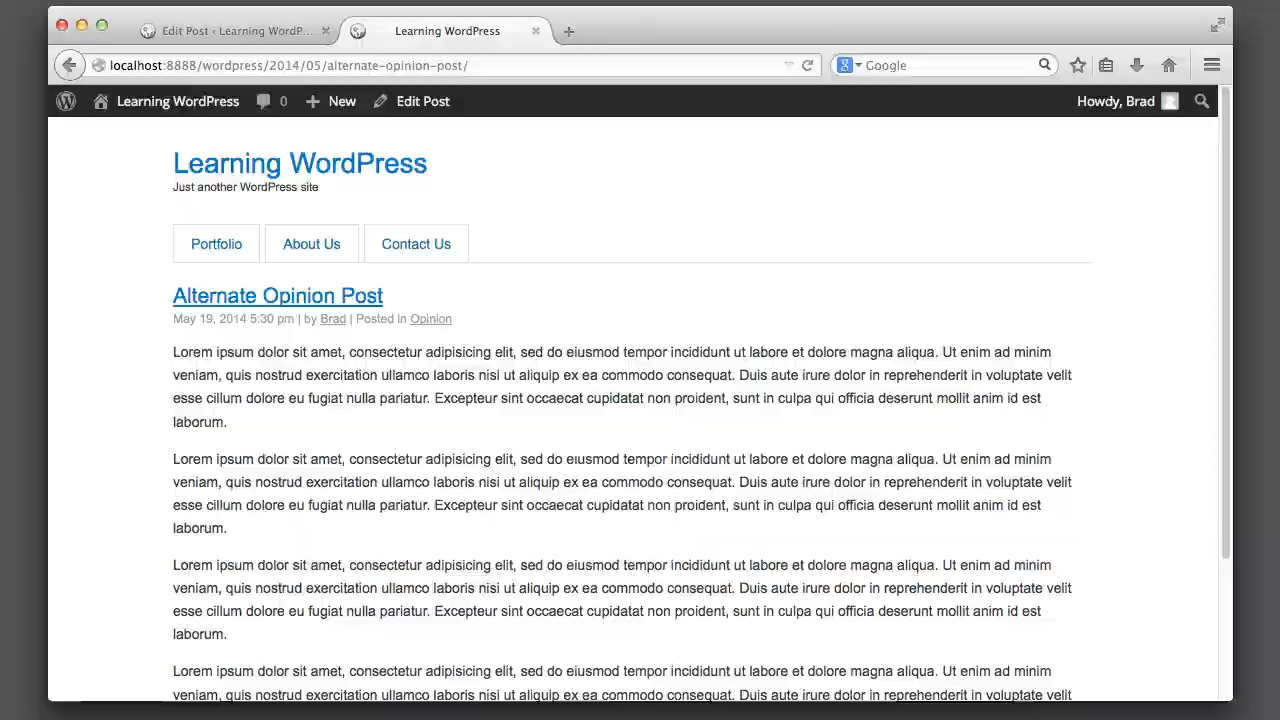 Edit Post ‹ Learning WordP...
Learning WordPress
localhost:8888/wordpress/2014/05/alternate-opinion-post/
Google
Learning WordPress
0
New
Edit Post
Howdy, Brad
Learning WordPress
Just another WordPress site
Portfolio
About Us
Contact Us
Alternate Opinion Post
May 19, 2014 5:30 pm | by Brad | Posted in Opinion
Lorem ipsum dolor sit amet, consectetur adipisicing elit, sed do eiusmod tempor incididunt ut labore et dolore magna aliqua. Ut enim ad minim
veniam, quis nostrud exercitation ullamco laboris nisi ut aliquip ex ea commodo consequat. Duis aute irure dolor in reprehenderit in voluptate velit
esse cillum dolore eu fugiat nulla pariatur. Excepteur sint occaecat cupidatat non proident, sunt in culpa qui officia deserunt mollit anim id est
laborum.
Lorem ipsum dolor sit amet, consectetur adipisicing elit, sed do eiusmod tempor incididunt ut labore et dolore magna aliqua. Ut enim ad minim
veniam, quis nostrud exercitation ullamco laboris nisi ut aliquip ex ea commodo consequat. Duis aute irure dolor in reprehenderit in voluptate velit
esse cillum dolore eu fugiat nulla pariatur. Excepteur sint occaecat cupidatat non proident, sunt in culpa qui officia deserunt mollit anim id est
laborum.
Lorem ipsum dolor sit amet, consectetur adipisicing elit, sed do eiusmod tempor incididunt ut labore et dolore magna aliqua. Ut enim ad minim
veniam, quis nostrud exercitation ullamco laboris nisi ut aliquip ex ea commodo consequat. Duis aute irure dolor in reprehenderit in voluptate velit
esse cillum dolore eu fugiat nulla pariatur. Excepteur sint occaecat cupidatat non proident, sunt in culpa qui officia deserunt mollit anim id est
laborum.
Lorem ipsum dolor sit amet, consectetur adipisicing elit, sed do eiusmod tempor incididunt ut labore et dolore magna aliqua. Ut enim ad minim
veniam, quis nostrud exercitation ullamco laboris nisi ut aliquip ex ea commodo consequat. Duis aute irure dolor in reprehenderit in voluptate velit